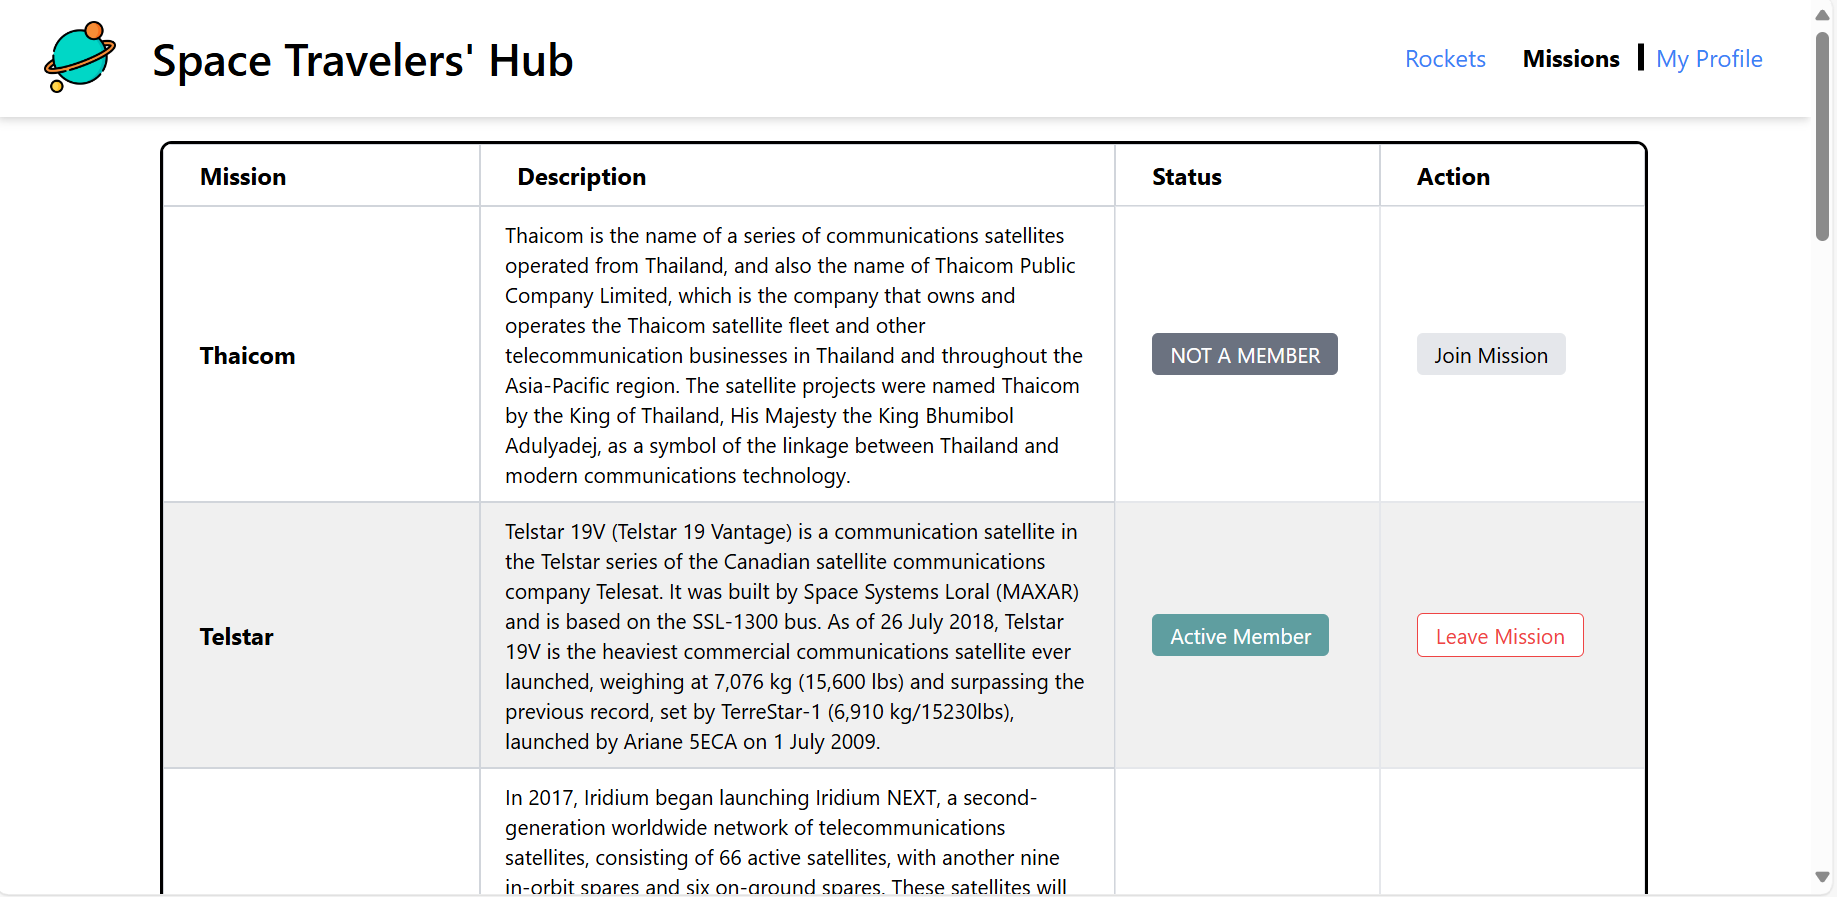 Space Travelers' Hub
Rockets
Missions
My Profile
Mission
Description
Status
Action
Thaicom
Thaicom is the name of a series of communications satellites
operated from Thailand, and also the name of Thaicom Public
Company Limited, which is the company that owns and
operates the Thaicom satellite fleet and other
telecommunication businesses in Thailand and throughout the
Asia-Pacific region. The satellite projects were named Thaicom
by the King of Thailand, His Majesty the King Bhumibol
Adulyadej, as a symbol of the linkage between Thailand and
modern communications technology.
NOT A MEMBER
Join Mission
Telstar
Telstar 19V (Telstar 19 Vantage) is a communication satellite in
the Telstar series of the Canadian satellite communications
company Telesat. It was built by Space Systems Loral (MAXAR)
and is based on the SSL-1300 bus. As of 26 July 2018, Telstar
19V is the heaviest commercial communications satellite ever
launched, weighing at 7,076 kg (15,600 lbs) and surpassing the
previous record, set by TerreStar-1 (6,910 kg/15230lbs),
launched by Ariane 5ECA on 1 July 2009.
Active Member
Leave Mission
In 2017, Iridium began launching Iridium NEXT, a second-
generation worldwide network of telecommunications
satellites, consisting of 66 active satellites, with another nine
in-orbit spares and six on-ground spares. These satellites will